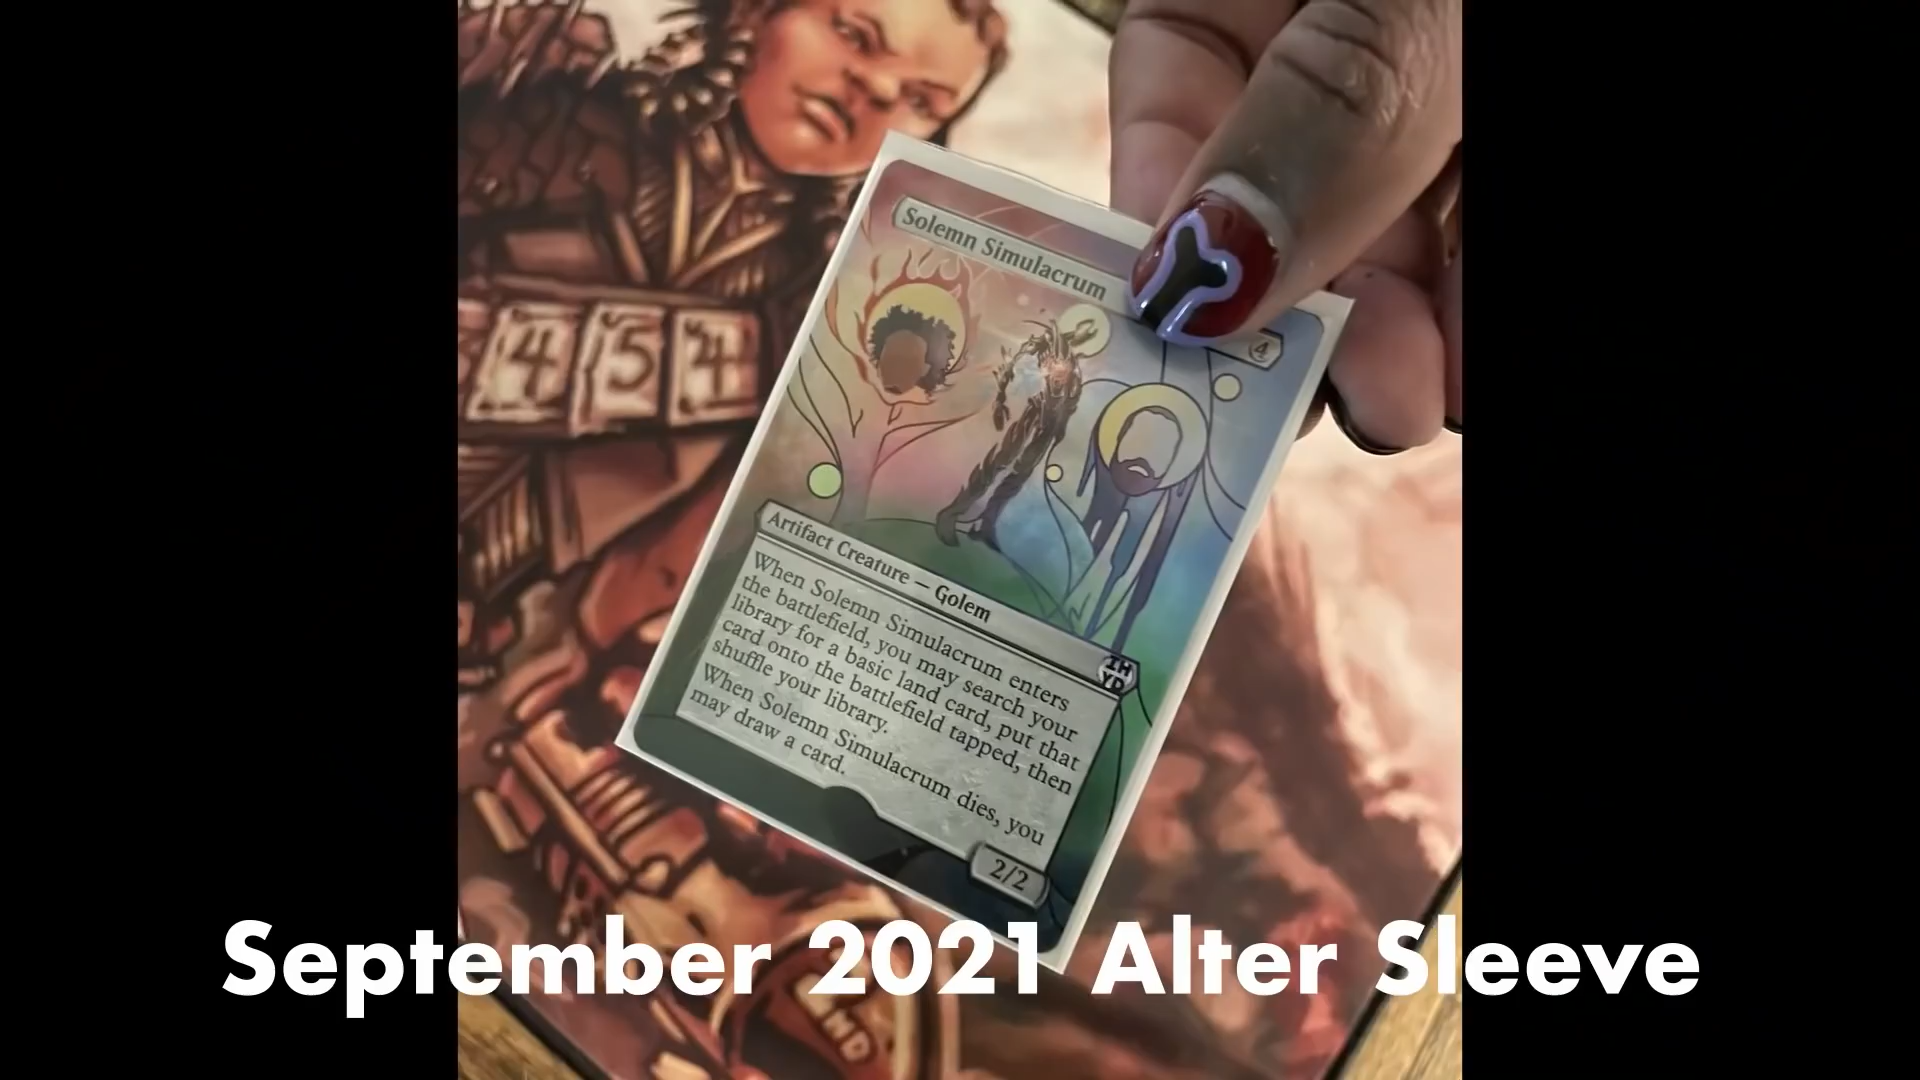 4 5 4
Solemn Simulacrum
4
Artifact Creature — Golem
IH
YD
When Solemn Simulacrum enters
the battlefield, you may search your
library for a basic land card, put that
card onto the battlefield tapped, then
shuffle your library.
When Solemn Simulacrum dies, you
may draw a card.
2/2
September 2021 Alter Sleeve